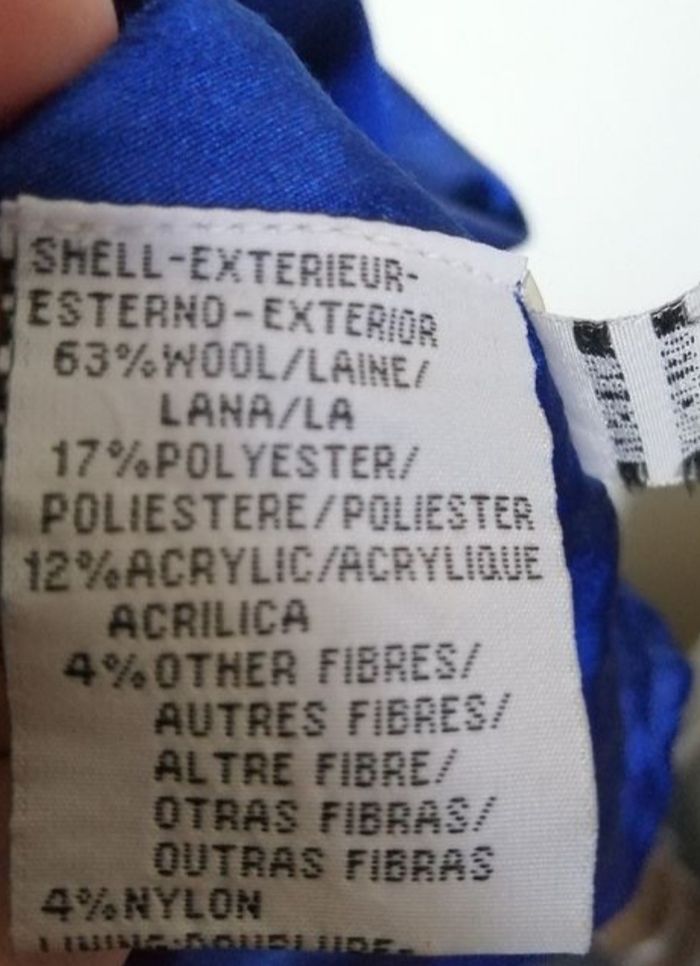 SHELL-EXTERIEUR-
ESTERNO-EXTERIOR
63%WOOL/LAINE/
LANA/LA
17%POLYESTER/
POLIESTERE/POLIESTER
12%ACRYLIC/ACRYLIQUE
ACRILICA
4%OTHER FIBRES/
AUTRES FIBRES/
ALTRE FIBRE/
OTRAS FIBRAS/
OUTRAS FIBRAS
4%NYLON